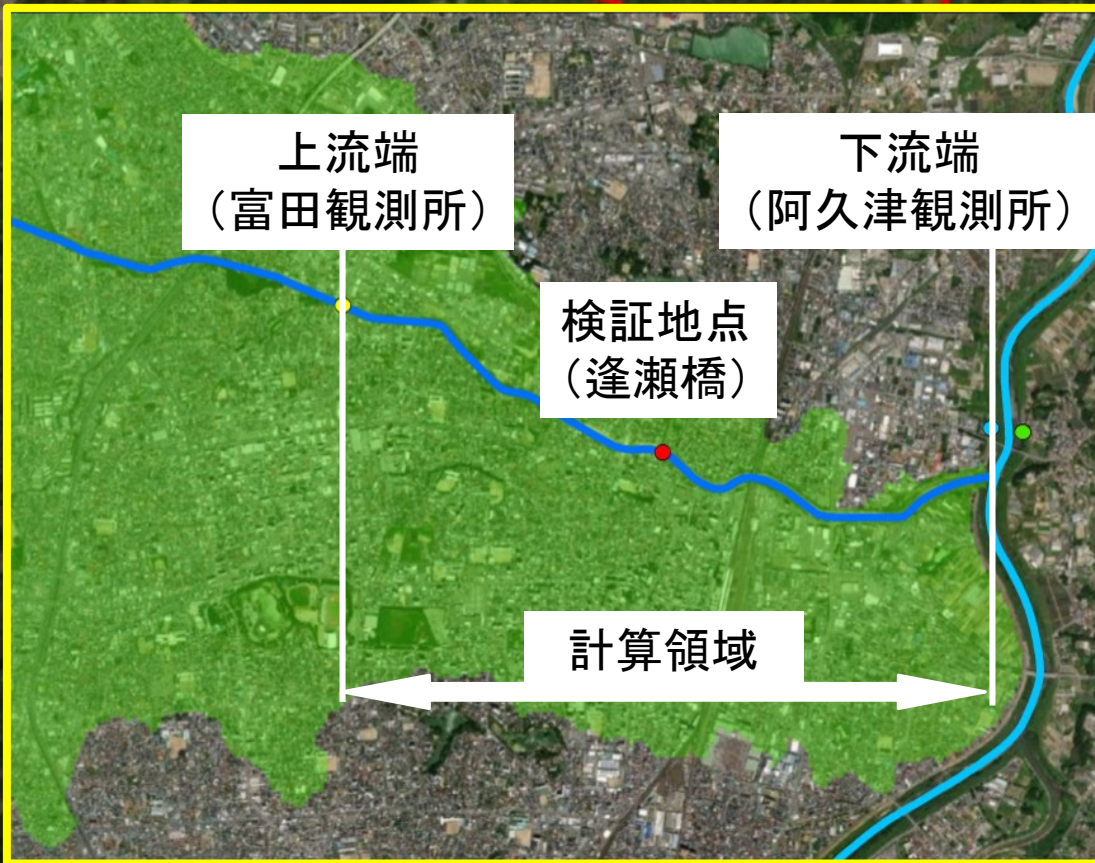 上流端
（富田観測所）
下流端
（阿久津観測所）
検証地点
（逢瀬橋）
計算領域